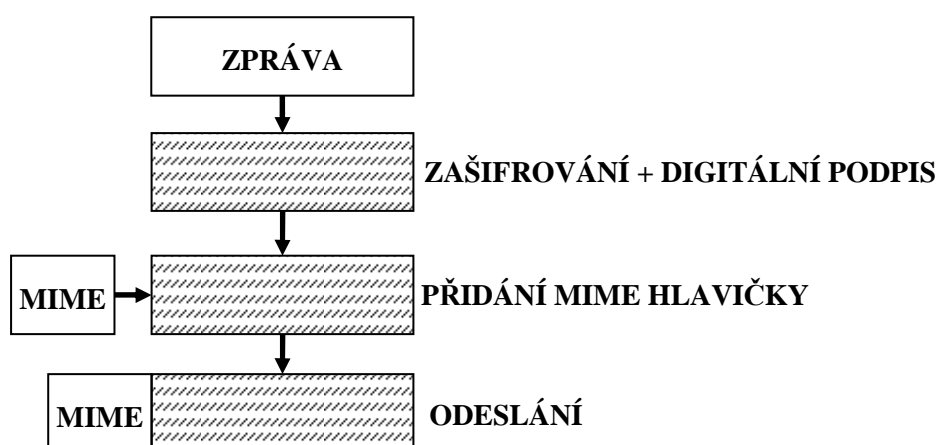 ZPRÁVA
ZAŠIFROVÁNÍ + DIGITÁLNÍ PODPIS
MIME
PŘIDÁNÍ MIME HLAVIČKY
MIME
ODESLÁNÍ